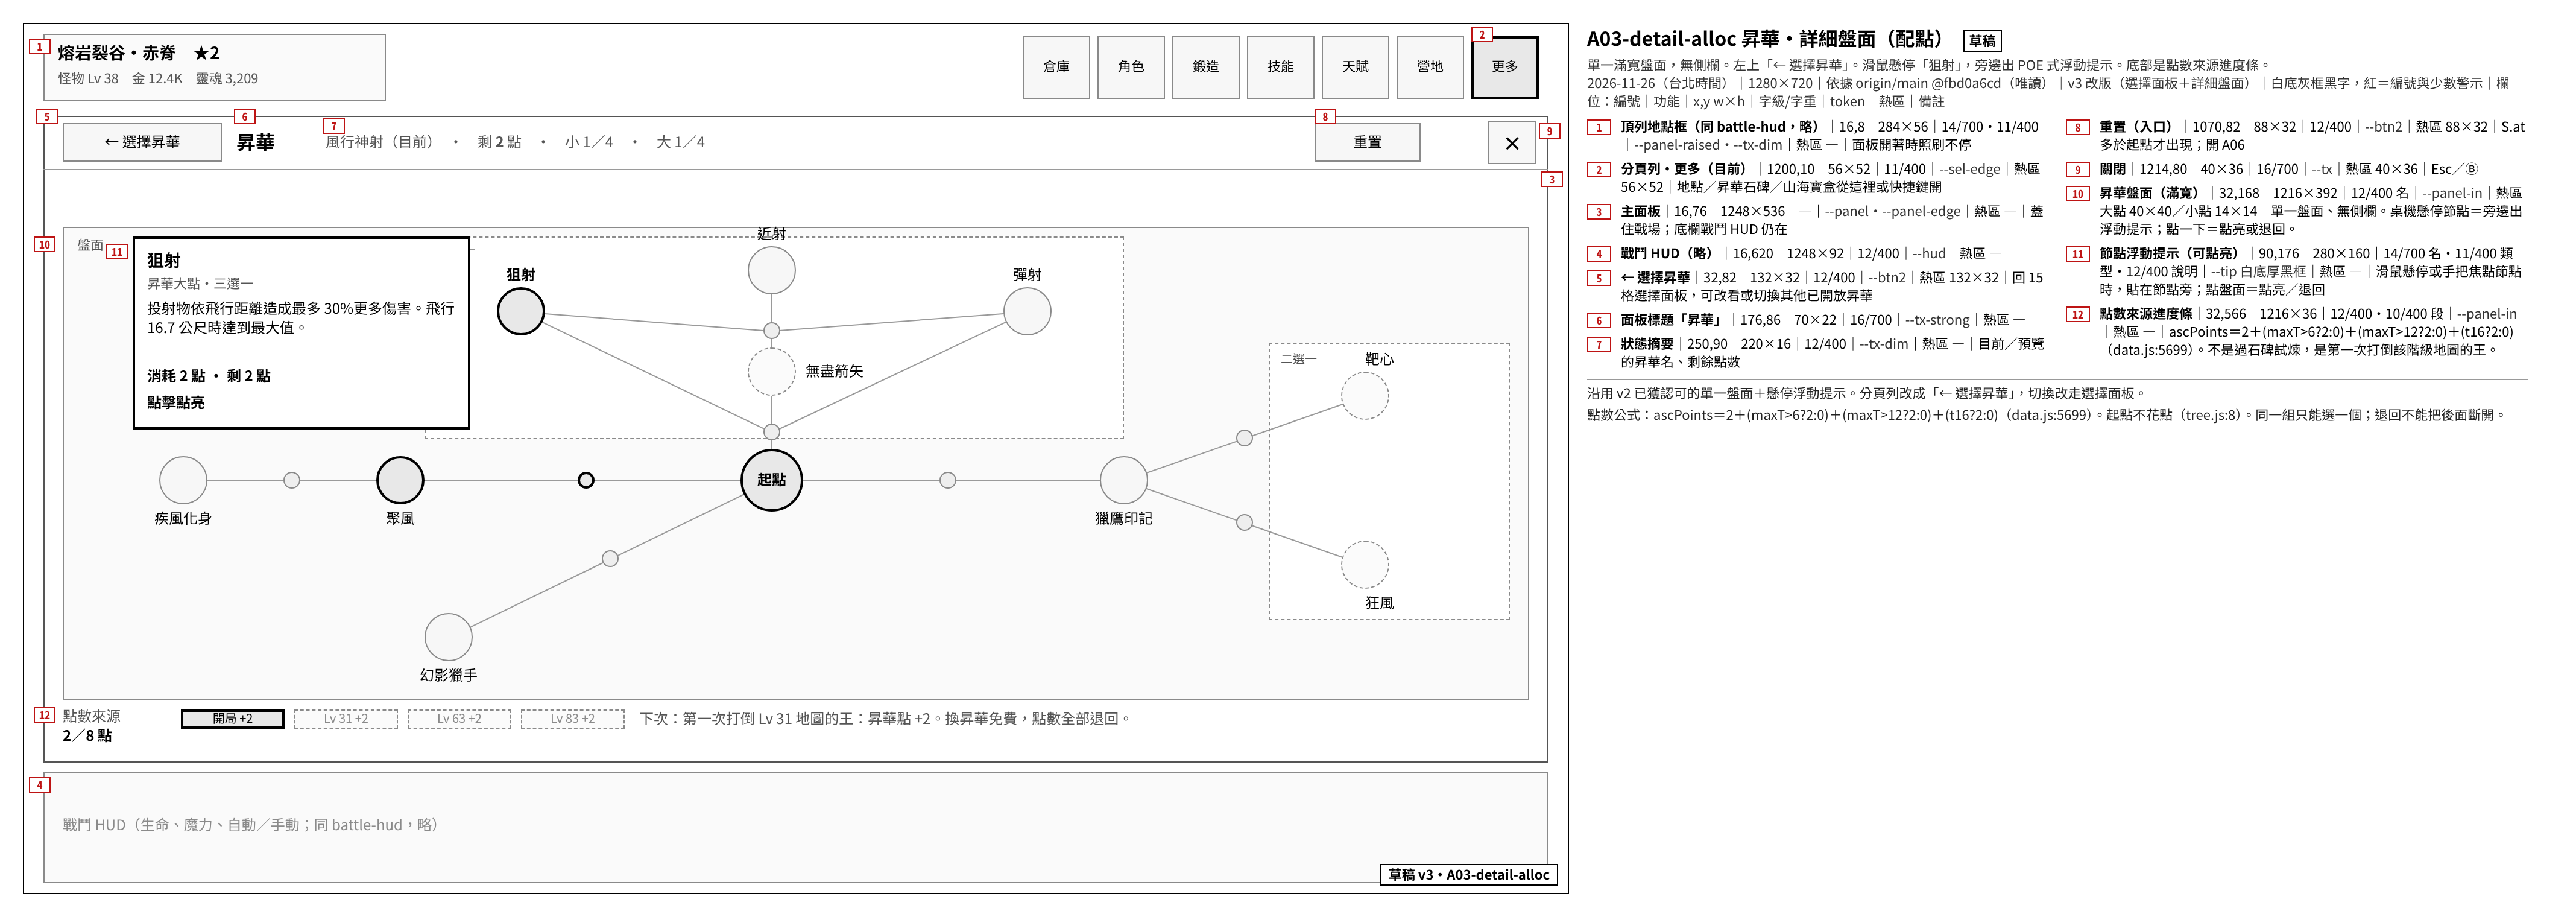 1
熔岩裂谷・赤脊　★2
怪物 Lv 38　金 12.4K　靈魂 3,209
倉庫
角色
鍛造
技能
天賦
營地
2
更多
5
← 選擇昇華
6
昇華
7
風行神射（目前）　・　剩 2 點　・　小 1／4　・　大 1／4
8
重置
×
9
3
10
盤面
11
狙射
昇華大點・三選一
投射物依飛行距離造成最多 30%更多傷害。飛行
16.7 公尺時達到最大值。
消耗 2 點 ・ 剩 2 點
點擊點亮
狙射
近射
彈射
無盡箭矢
二選一
靶心
疾風化身
聚風
起點
獵鷹印記
狂風
幻影獵手
12
點數來源
2／8 點
開局 +2
Lv 31 +2
Lv 63 +2
Lv 83 +2
下次：第一次打倒 Lv 31 地圖的王：昇華點 +2。換昇華免費，點數全部退回。
4
戰鬥 HUD（生命、魔力、自動／手動；同 battle-hud，略）
草稿 v3・A03-detail-alloc
A03-detail-alloc 昇華・詳細盤面（配點）
草稿
單一滿寬盤面，無側欄。左上「← 選擇昇華」。滑鼠懸停「狙射」，旁邊出 POE 式浮動提示。底部是點數來源進度條。
2026-11-26（台北時間）｜1280×720｜依據 origin/main @fbd0a6cd（唯讀）｜v3 改版（選擇面板＋詳細盤面）｜白底灰框黑字，紅＝編號與少數警示｜欄
位：編號｜功能｜x,y w×h｜字級/字重｜token｜熱區｜備註
1
頂列地點框（同 battle-hud，略）｜16,8　284×56｜14/700・11/400
｜--panel-raised・--tx-dim｜熱區 —｜面板開著時照刷不停
2
分頁列・更多（目前）｜1200,10　56×52｜11/400｜--sel-edge｜熱區
56×52｜地點／昇華石碑／山海寶盒從這裡或快捷鍵開
3
主面板｜16,76　1248×536｜—｜--panel・--panel-edge｜熱區 —｜蓋
住戰場；底欄戰鬥 HUD 仍在
4
戰鬥 HUD（略）｜16,620　1248×92｜12/400｜--hud｜熱區 —
5
← 選擇昇華｜32,82　132×32｜12/400｜--btn2｜熱區 132×32｜回 15
格選擇面板，可改看或切換其他已開放昇華
6
面板標題「昇華」｜176,86　70×22｜16/700｜--tx-strong｜熱區 —
7
狀態摘要｜250,90　220×16｜12/400｜--tx-dim｜熱區 —｜目前／預覽
的昇華名、剩餘點數
8
重置（入口）｜1070,82　88×32｜12/400｜--btn2｜熱區 88×32｜S.at
多於起點才出現；開 A06
9
關閉｜1214,80　40×36｜16/700｜--tx｜熱區 40×36｜Esc／Ⓑ
10
昇華盤面（滿寬）｜32,168　1216×392｜12/400 名｜--panel-in｜熱區
大點 40×40／小點 14×14｜單一盤面、無側欄。桌機懸停節點＝旁邊出
浮動提示；點一下＝點亮或退回。
11
節點浮動提示（可點亮）｜90,176　280×160｜14/700 名・11/400 類
型・12/400 說明｜--tip 白底厚黑框｜熱區 —｜滑鼠懸停或手把焦點節點
時，貼在節點旁；點盤面＝點亮／退回
12
點數來源進度條｜32,566　1216×36｜12/400・10/400 段｜--panel-in
｜熱區 —｜ascPoints＝2＋(maxT>6?2:0)＋(maxT>12?2:0)＋(t16?2:0)
（data.js:5699）。不是過石碑試煉，是第一次打倒該階級地圖的王。
沿用 v2 已獲認可的單一盤面＋懸停浮動提示。分頁列改成「← 選擇昇華」，切換改走選擇面板。
點數公式：ascPoints＝2＋(maxT>6?2:0)＋(maxT>12?2:0)＋(t16?2:0)（data.js:5699）。起點不花點（tree.js:8）。同一組只能選一個；退回不能把後面斷開。